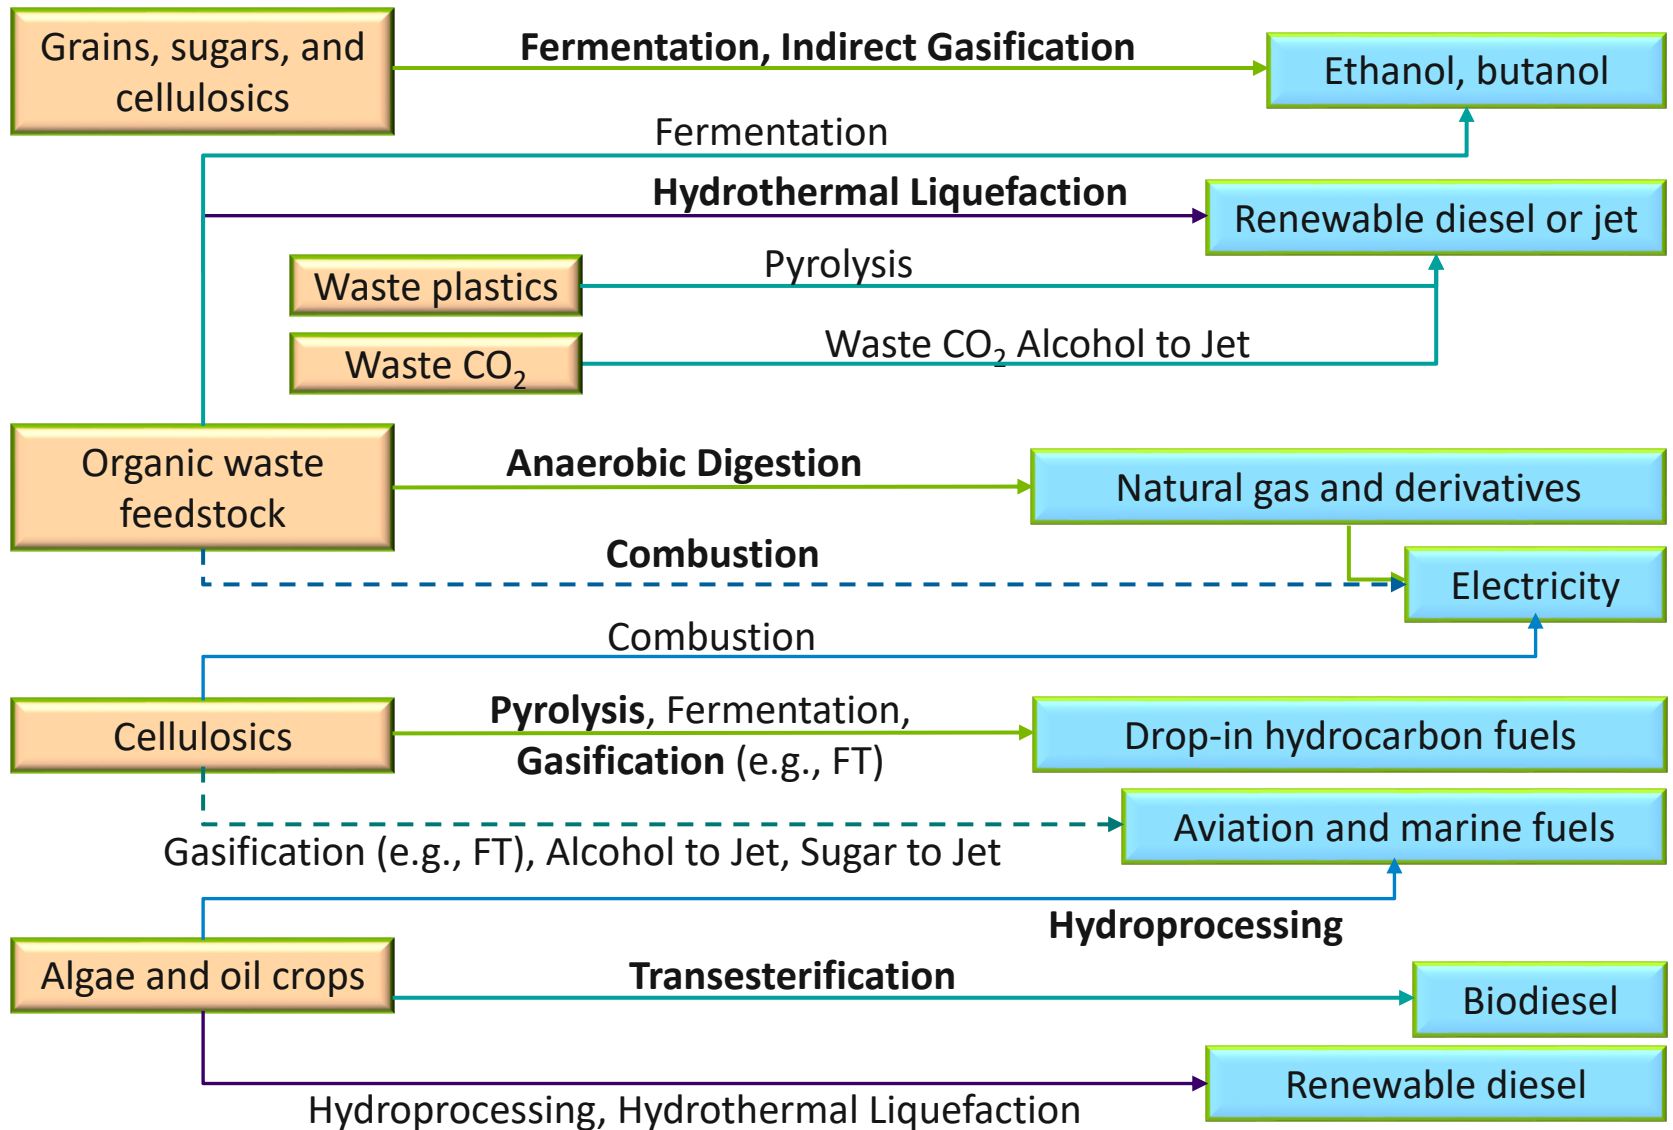 Grains, sugars, and
cellulosics
Fermentation, Indirect Gasification
Ethanol, butanol
Fermentation
Hydrothermal Liquefaction
Renewable diesel or jet
Pyrolysis
Waste plastics
Waste CO₂ Alcohol to Jet
Waste CO₂
Organic waste
feedstock
Anaerobic Digestion
Natural gas and derivatives
Combustion
Electricity
Combustion
Cellulosics
Pyrolysis, Fermentation,
Gasification (e.g., FT)
Drop-in hydrocarbon fuels
Aviation and marine fuels
Gasification (e.g., FT), Alcohol to Jet, Sugar to Jet
Hydroprocessing
Algae and oil crops
Transesterification
Biodiesel
Renewable diesel
Hydroprocessing, Hydrothermal Liquefaction